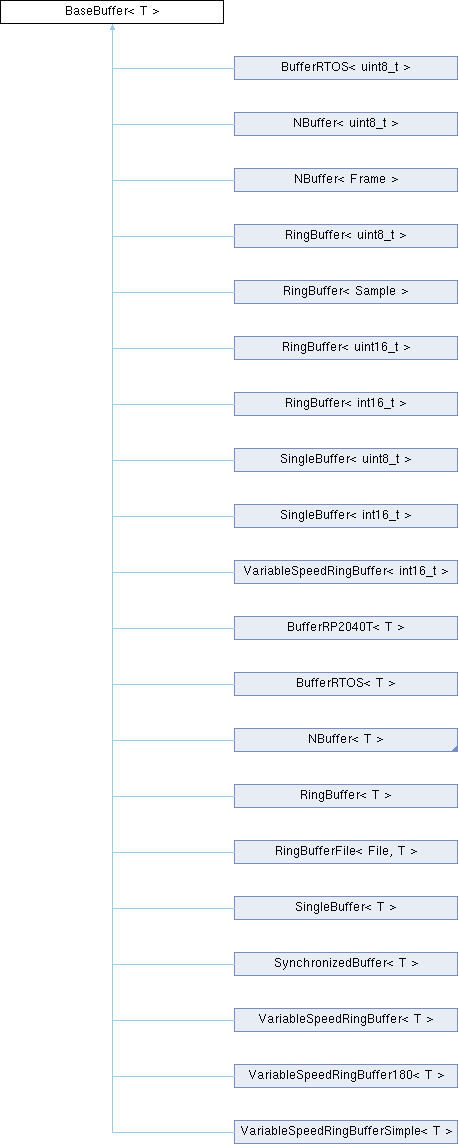 BaseBuffer< T >
BufferRTOS< uint8_t >
NBuffer< uint8_t >
NBuffer< Frame >
RingBuffer< uint8_t >
RingBuffer< Sample >
RingBuffer< uint16_t >
RingBuffer< int16_t >
SingleBuffer< uint8_t >
SingleBuffer< int16_t >
VariableSpeedRingBuffer< int16_t >
BufferRP2040T< T >
BufferRTOS< T >
NBuffer< T >
RingBuffer< T >
RingBufferFile< File, T >
SingleBuffer< T >
SynchronizedBuffer< T >
VariableSpeedRingBuffer< T >
VariableSpeedRingBuffer180< T >
VariableSpeedRingBufferSimple< T >